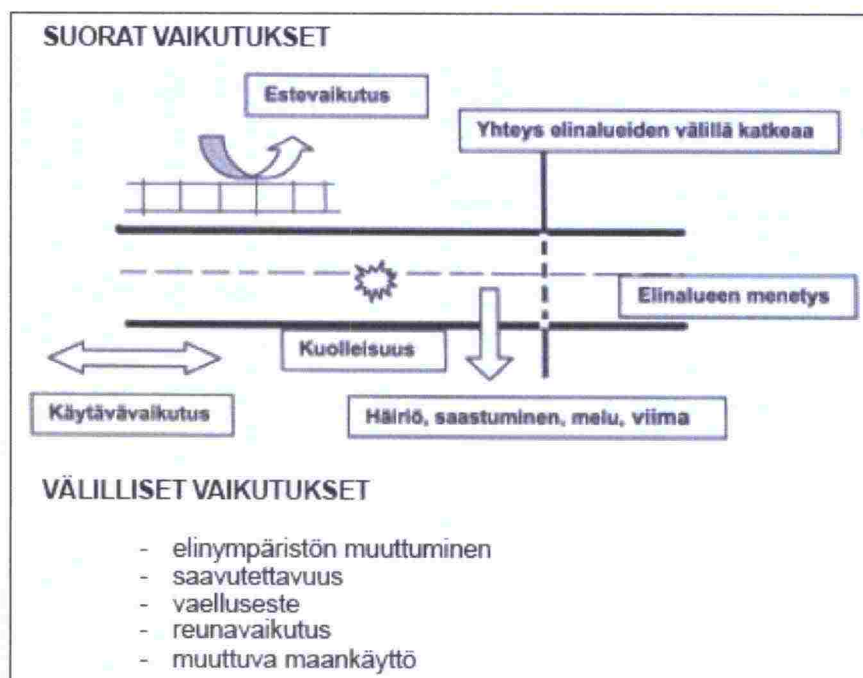 SUORAT VAIKUTUKSET
Estevaikutus
Yhteys elinalueiden välillä katkeaa
Elinalueen menetys
Kuolleisuus
Käytävävaikutus
Häiriö, saastuminen, melu, viima
VÄLILLISET VAIKUTUKSET
- elinympäristön muuttuminen
- saavutettavuus
- vaelluseste
- reunavaikutus
- muuttuva maankäyttö